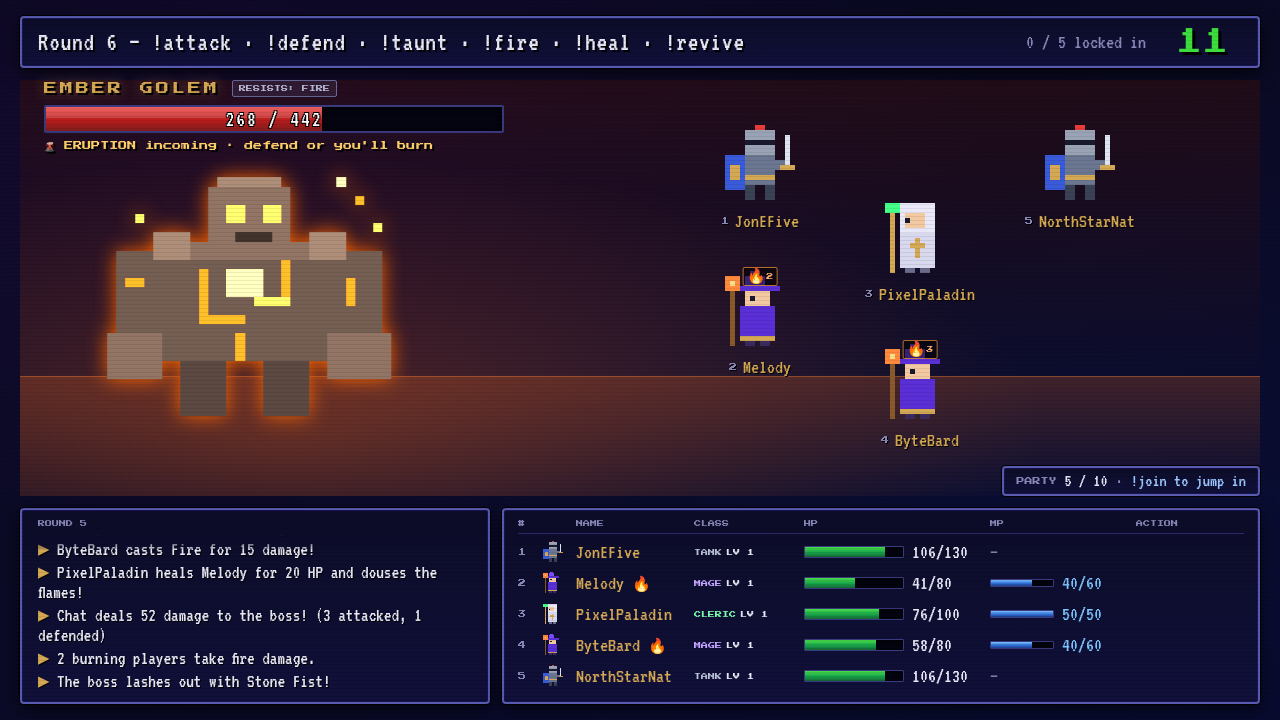 Round 6 – !attack · !defend · !taunt · !fire · !heal · !revive
0 / 5 locked in
11
EMBER GOLEM
RESISTS: FIRE
268 / 442
ERUPTION incoming · defend or you'll burn
1 JonEFive
5 NorthStarNat
3 PixelPaladin
2
2 Melody
3
4 ByteBard
PARTY 5 / 10 · !join to jump in
ROUND 5
▶ ByteBard casts Fire for 15 damage!
▶ PixelPaladin heals Melody for 20 HP and douses the
flames!
▶ Chat deals 52 damage to the boss! (3 attacked, 1
defended)
▶ 2 burning players take fire damage.
▶ The boss lashes out with Stone Fist!
# NAME CLASS HP MP ACTION
1 JonEFive TANK LV 1 106/130 –
2 Melody MAGE LV 1 41/80 40/60
3 PixelPaladin CLERIC LV 1 76/100 50/50
4 ByteBard MAGE LV 1 58/80 40/60
5 NorthStarNat TANK LV 1 106/130 –